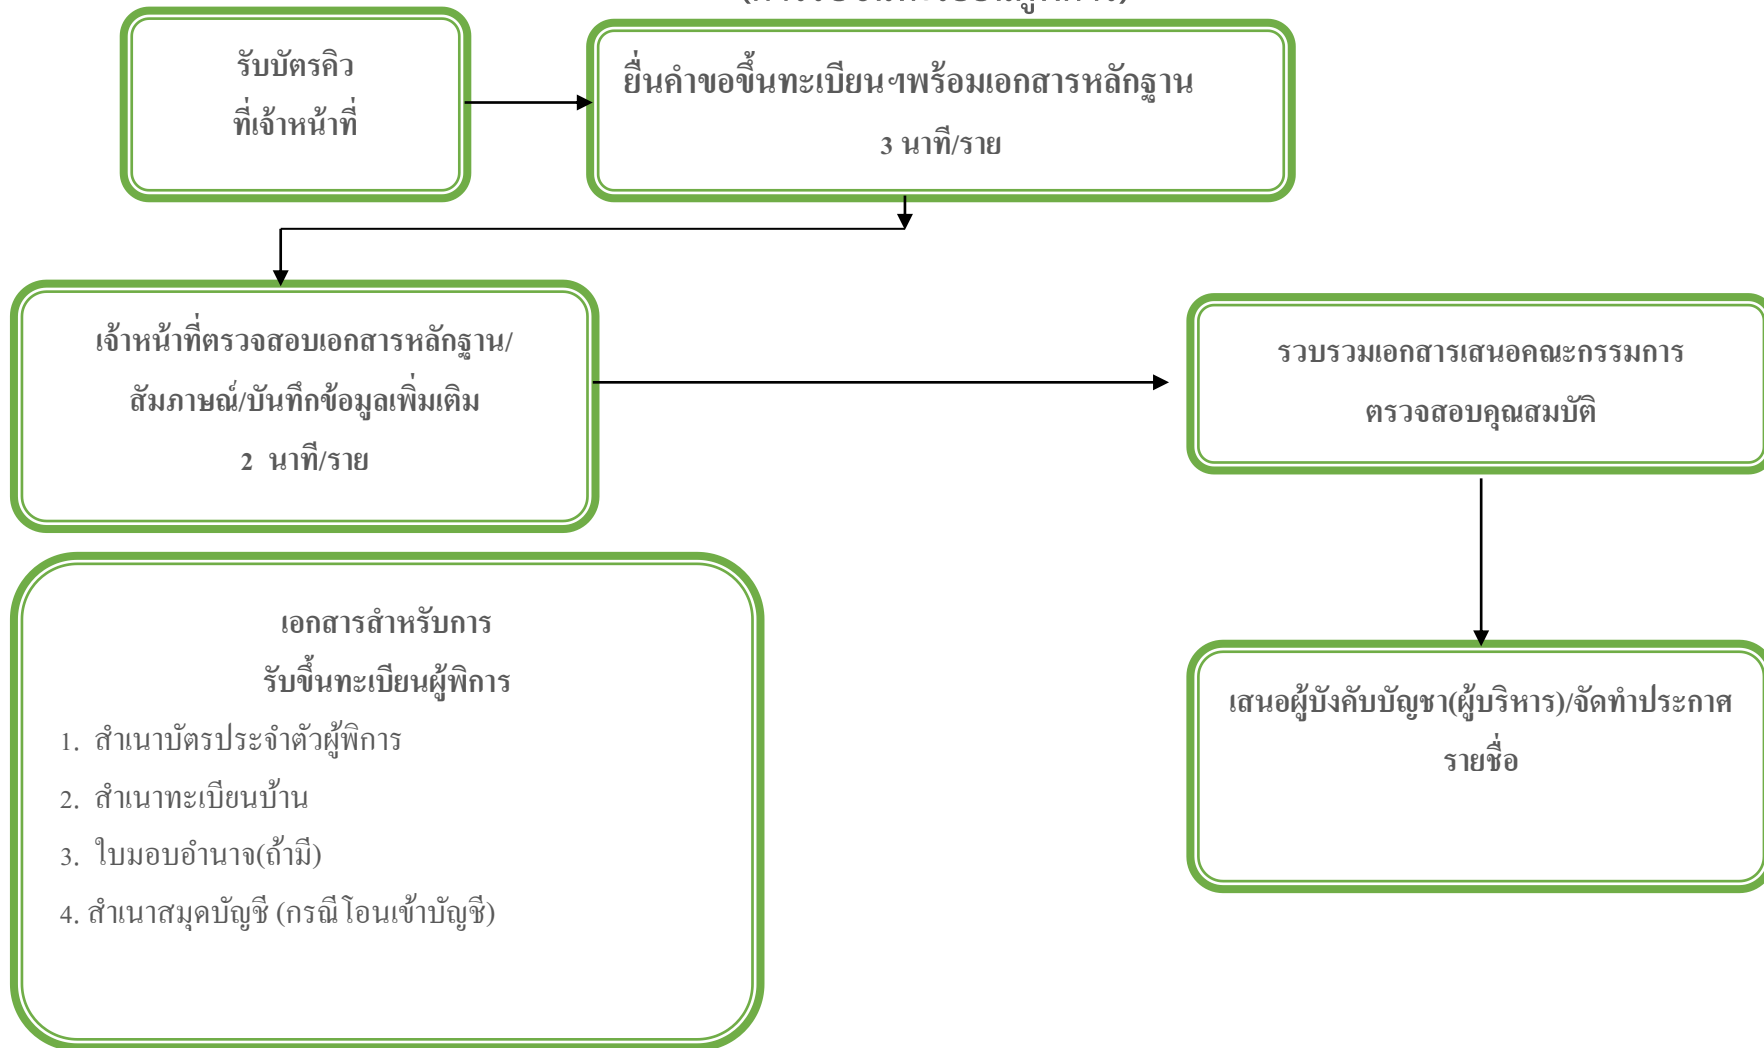 รับบัตรคิว
ที่เจ้าหน้าที่
ยื่นคำขอขึ้นทะเบียนฯพร้อมเอกสารหลักฐาน
3 นาที/ราย
เจ้าหน้าที่ตรวจสอบเอกสารหลักฐาน/
สัมภาษณ์/บันทึกข้อมูลเพิ่มเติม
2 นาที/ราย
รวบรวมเอกสารเสนอคณะกรรมการ
ตรวจสอบคุณสมบัติ
เอกสารสำหรับการ
รับขึ้นทะเบียนผู้พิการ
1. สำเนาบัตรประจำตัวผู้พิการ
2. สำเนาทะเบียนบ้าน
3. ใบมอบอำนาจ(ถ้ามี)
4. สำเนาสมุดบัญชี (กรณีโอนเข้าบัญชี)
เสนอผู้บังคับบัญชา(ผู้บริหาร)/จัดทำประกาศ
รายชื่อ